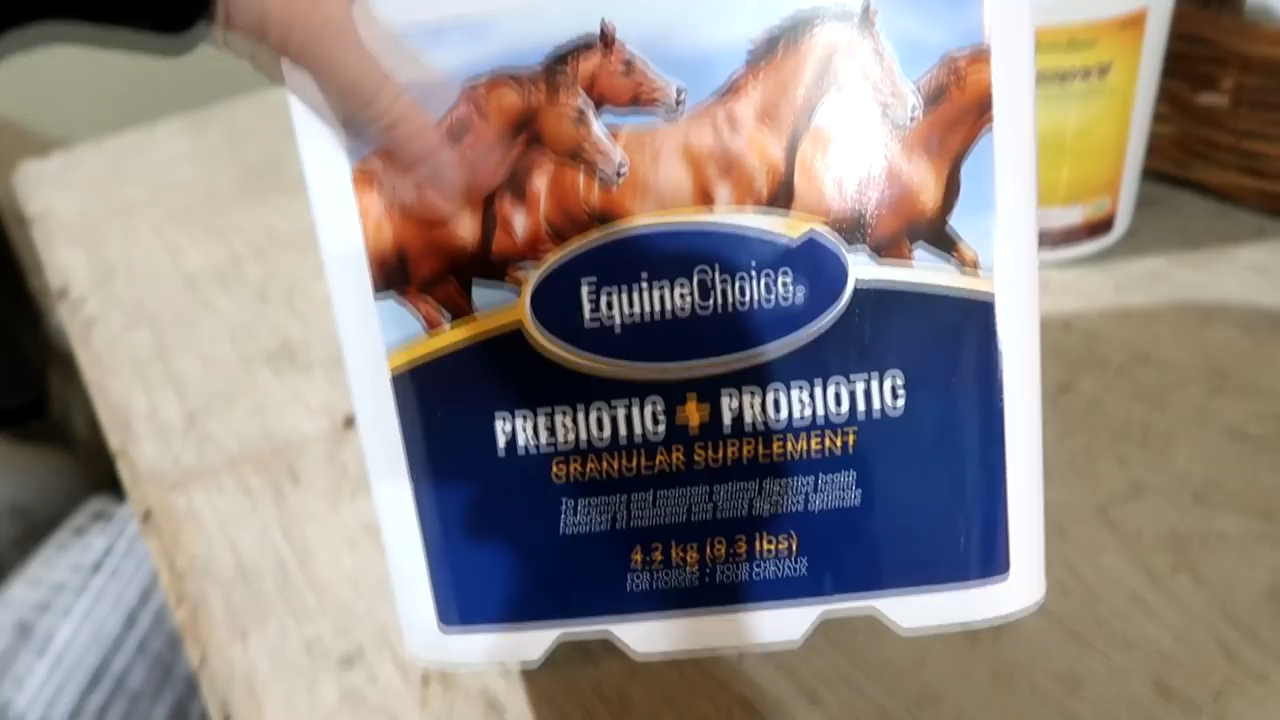 EquineChoice®
PREBIOTIC + PROBIOTIC
GRANULAR SUPPLEMENT
To promote and maintain optimal digestive health
Favoriser et maintenir une santé digestive optimale
4.2 kg (9.3 lbs)
FOR HORSES • POUR CHEVAUX